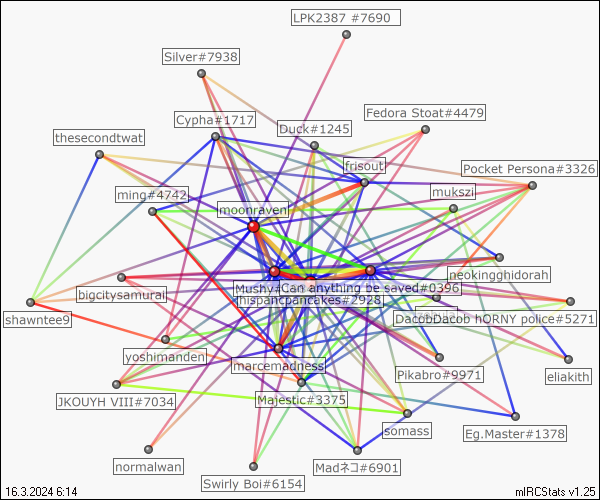 LPK2387 #7690
Silver#7938
Fedora Stoat#4479
Cypha#1717
Duck#1245
thesecondtwat
frisout
Pocket Persona#3326
ming#4742
mukszi
moonraven
neokingghidorah
Mushy#
Can anything be saved#0396
bigcitysamurai
hispancpancakes#2928
shawntee9
DacobDacob hORNY police#5271
yoshimanden
marcemadness
Pikabro#9971
eliakith
JKOUYH VIII#7034
Majestic#3375
somass
Eg.Master#1378
normalwan
Madネコ#6901
Swirly Boi#6154
16.3.2024 6:14
mIRCStats v1.25